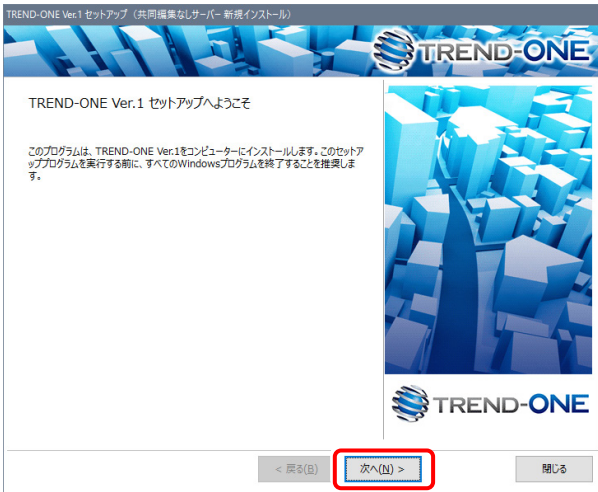 TREND-ONE Ver.1 セットアップ（共同編集なしサーバー 新規インストール）
TREND-ONE
TREND-ONE Ver.1 セットアップへようこそ
このプログラムは、TREND-ONE Ver.1をコンピューターにインストールします。このセットア
ッププログラムを実行する前に、すべてのWindowsプログラムを終了することを推奨しま
す。
TREND-ONE
< 戻る(B)
次へ(N) >
閉じる